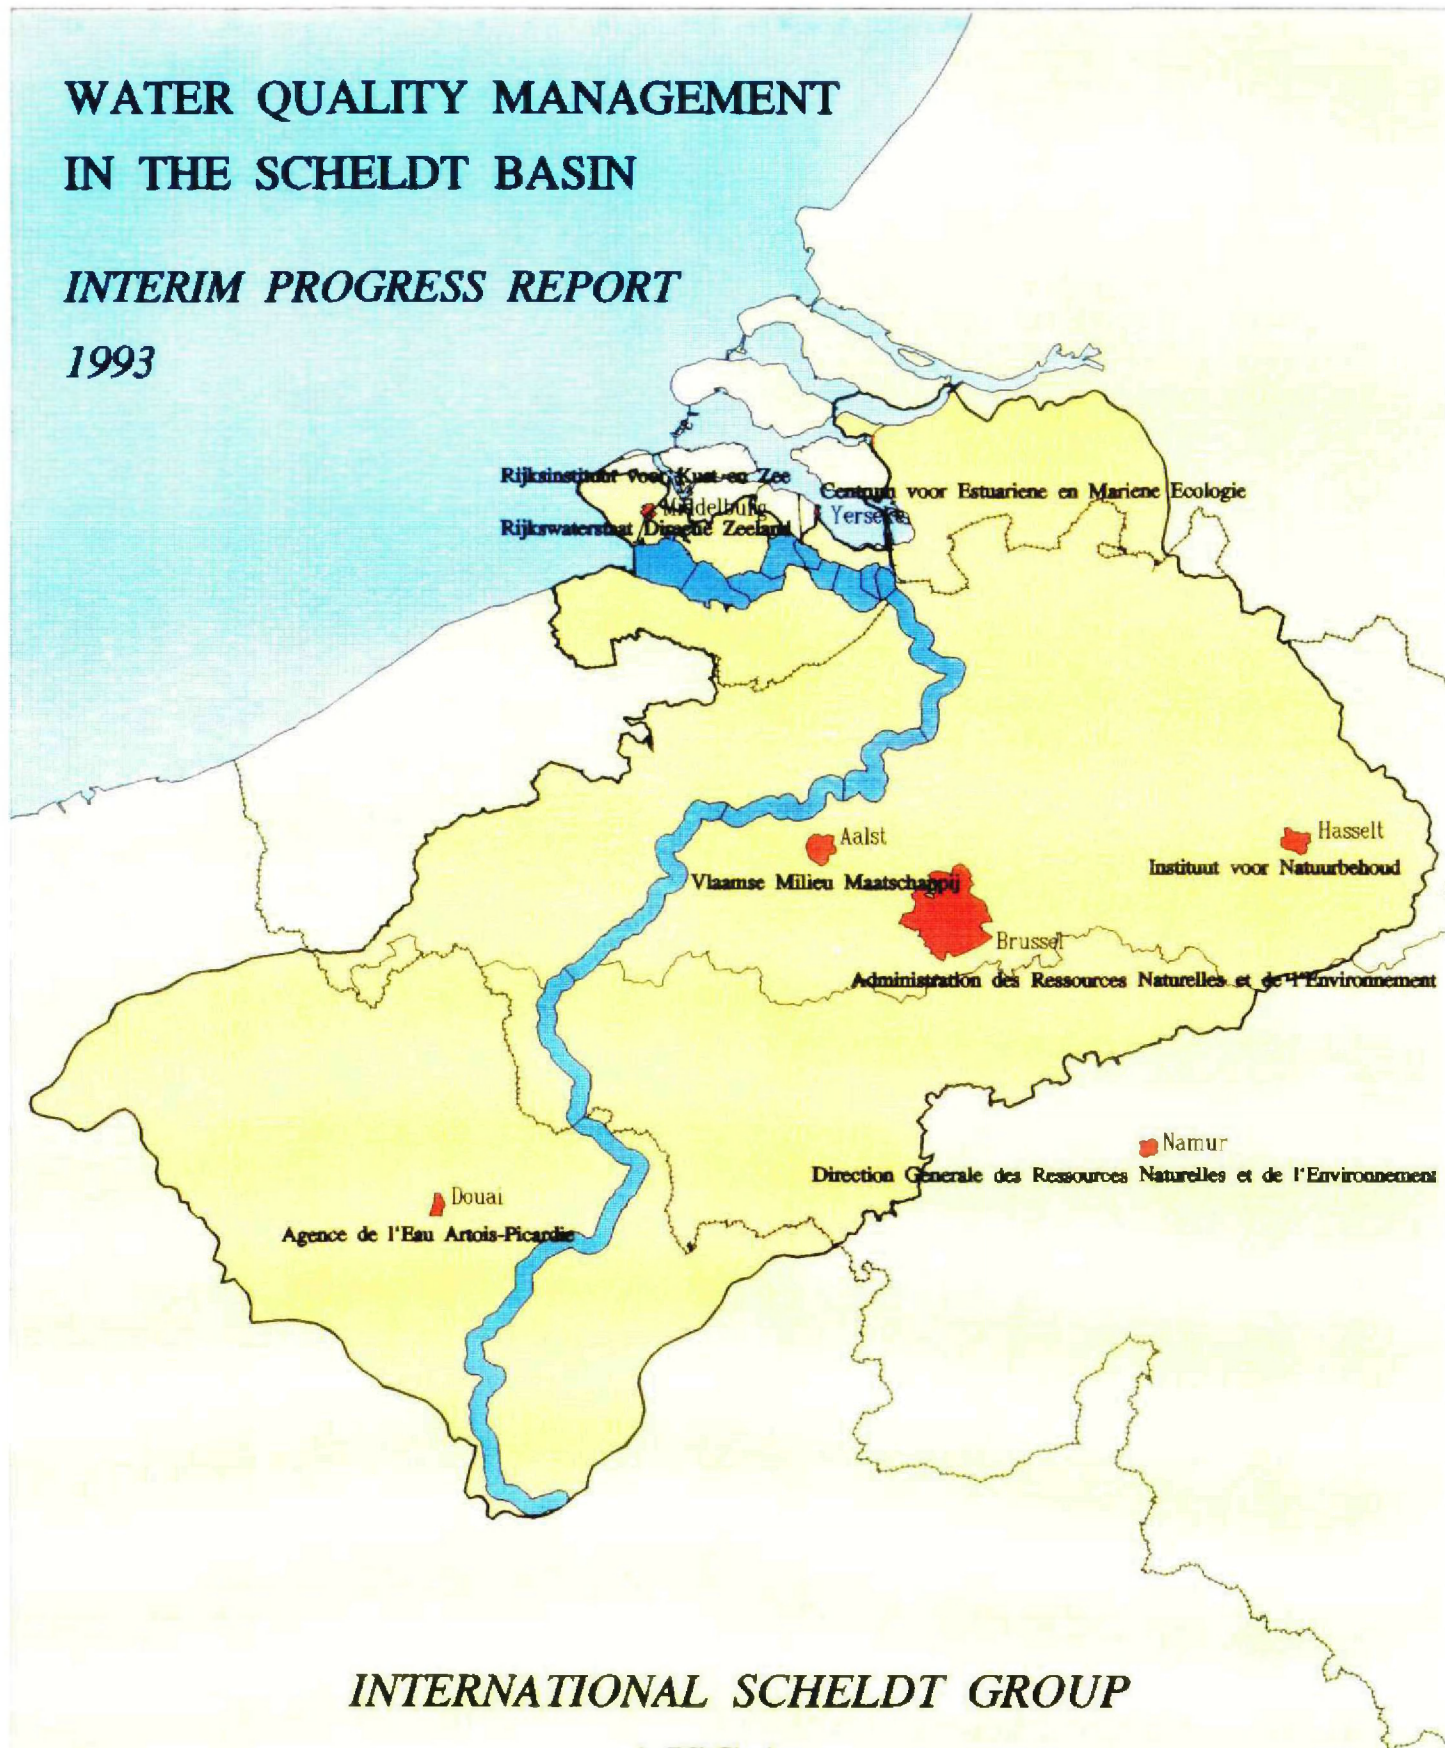 WATER QUALITY MANAGEMENT
IN THE SCHELDT BASIN
INTERIM PROGRESS REPORT
1993
Rijksinstituut voor Kust en Zee
Middelburg
Rijkswaterstaat Directie Zeeland
Centrum voor Estuariene en Mariene Ecologie
Yerseke
Aalst
Vlaamse Milieu Maatschappij
Hasselt
Instituut voor Natuurbehoud
Brussel
Administration des Ressources Naturelles et de l'Environnement
Namur
Direction Generale des Ressources Naturelles et de l'Environnement
Douai
Agence de l'Eau Artois-Picardie
INTERNATIONAL SCHELDT GROUP